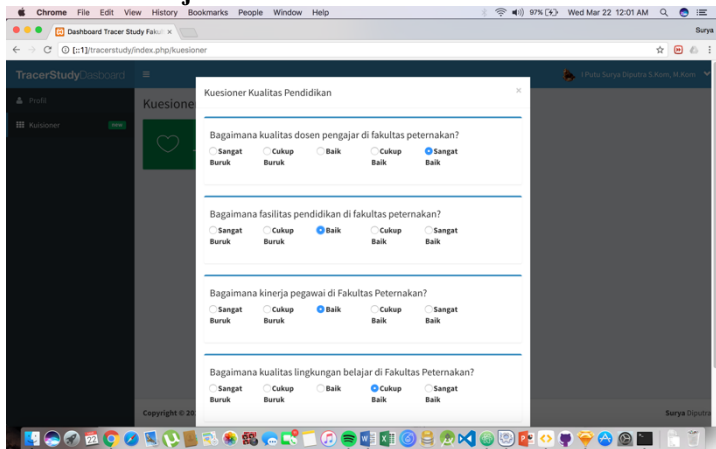 Chrome File Edit View History Bookmarks People Window Help 97% Wed Mar 22 12:01 AM
Dashboard Tracer Study Fakul Surya
[::1]/tracerstudy/index.php/kuesioner
TracerStudyDasboard I Putu Surya Diputra S.Kom, M.Kom
Profil
Kuisioner new
Kuesione
Kuesioner Kualitas Pendidikan ×
Bagaimana kualitas dosen pengajar di fakultas peternakan?
Sangat Cukup Baik Cukup Sangat
Buruk Buruk Baik Baik
Bagaimana fasilitas pendidikan di fakultas peternakan?
Sangat Cukup Baik Cukup Sangat
Buruk Buruk Baik Baik
Bagaimana kinerja pegawai di Fakultas Peternakan?
Sangat Cukup Baik Cukup Sangat
Buruk Buruk Baik Baik
Bagaimana kualitas lingkungan belajar di Fakultas Peternakan?
Sangat Cukup Baik Cukup Sangat
Buruk Buruk Baik Baik
Copyright © 20 Surya Diputra